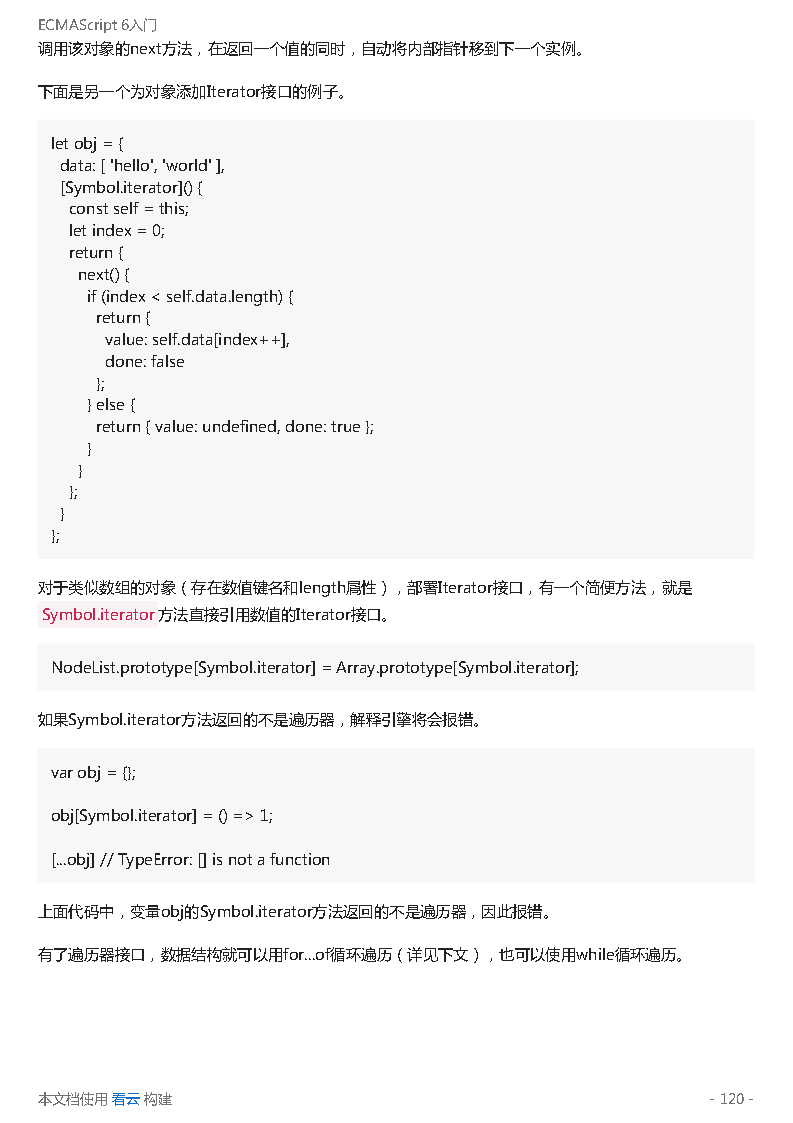 ECMAScript 6入门
调用该对象的next方法，在返回一个值的同时，自动将内部指针移到下一个实例。
下面是另一个为对象添加Iterator接口的例子。
let obj = {
  data: [ 'hello', 'world' ],
  [Symbol.iterator]() {
    const self = this;
    let index = 0;
    return {
      next() {
        if (index < self.data.length) {
          return {
            value: self.data[index++],
            done: false
          };
        } else {
          return { value: undefined, done: true };
        }
      }
    };
  }
};
对于类似数组的对象（存在数值键名和length属性），部署Iterator接口，有一个简便方法，就是
Symbol.iterator方法直接引用数值的Iterator接口。
NodeList.prototype[Symbol.iterator] = Array.prototype[Symbol.iterator];
如果Symbol.iterator方法返回的不是遍历器，解释引擎将会报错。
var obj = {};
obj[Symbol.iterator] = () => 1;
[...obj] // TypeError: [] is not a function
上面代码中，变量obj的Symbol.iterator方法返回的不是遍历器，因此报错。
有了遍历器接口，数据结构就可以用for...of循环遍历（详见下文），也可以使用while循环遍历。
本文档使用 看云 构建
- 120 -